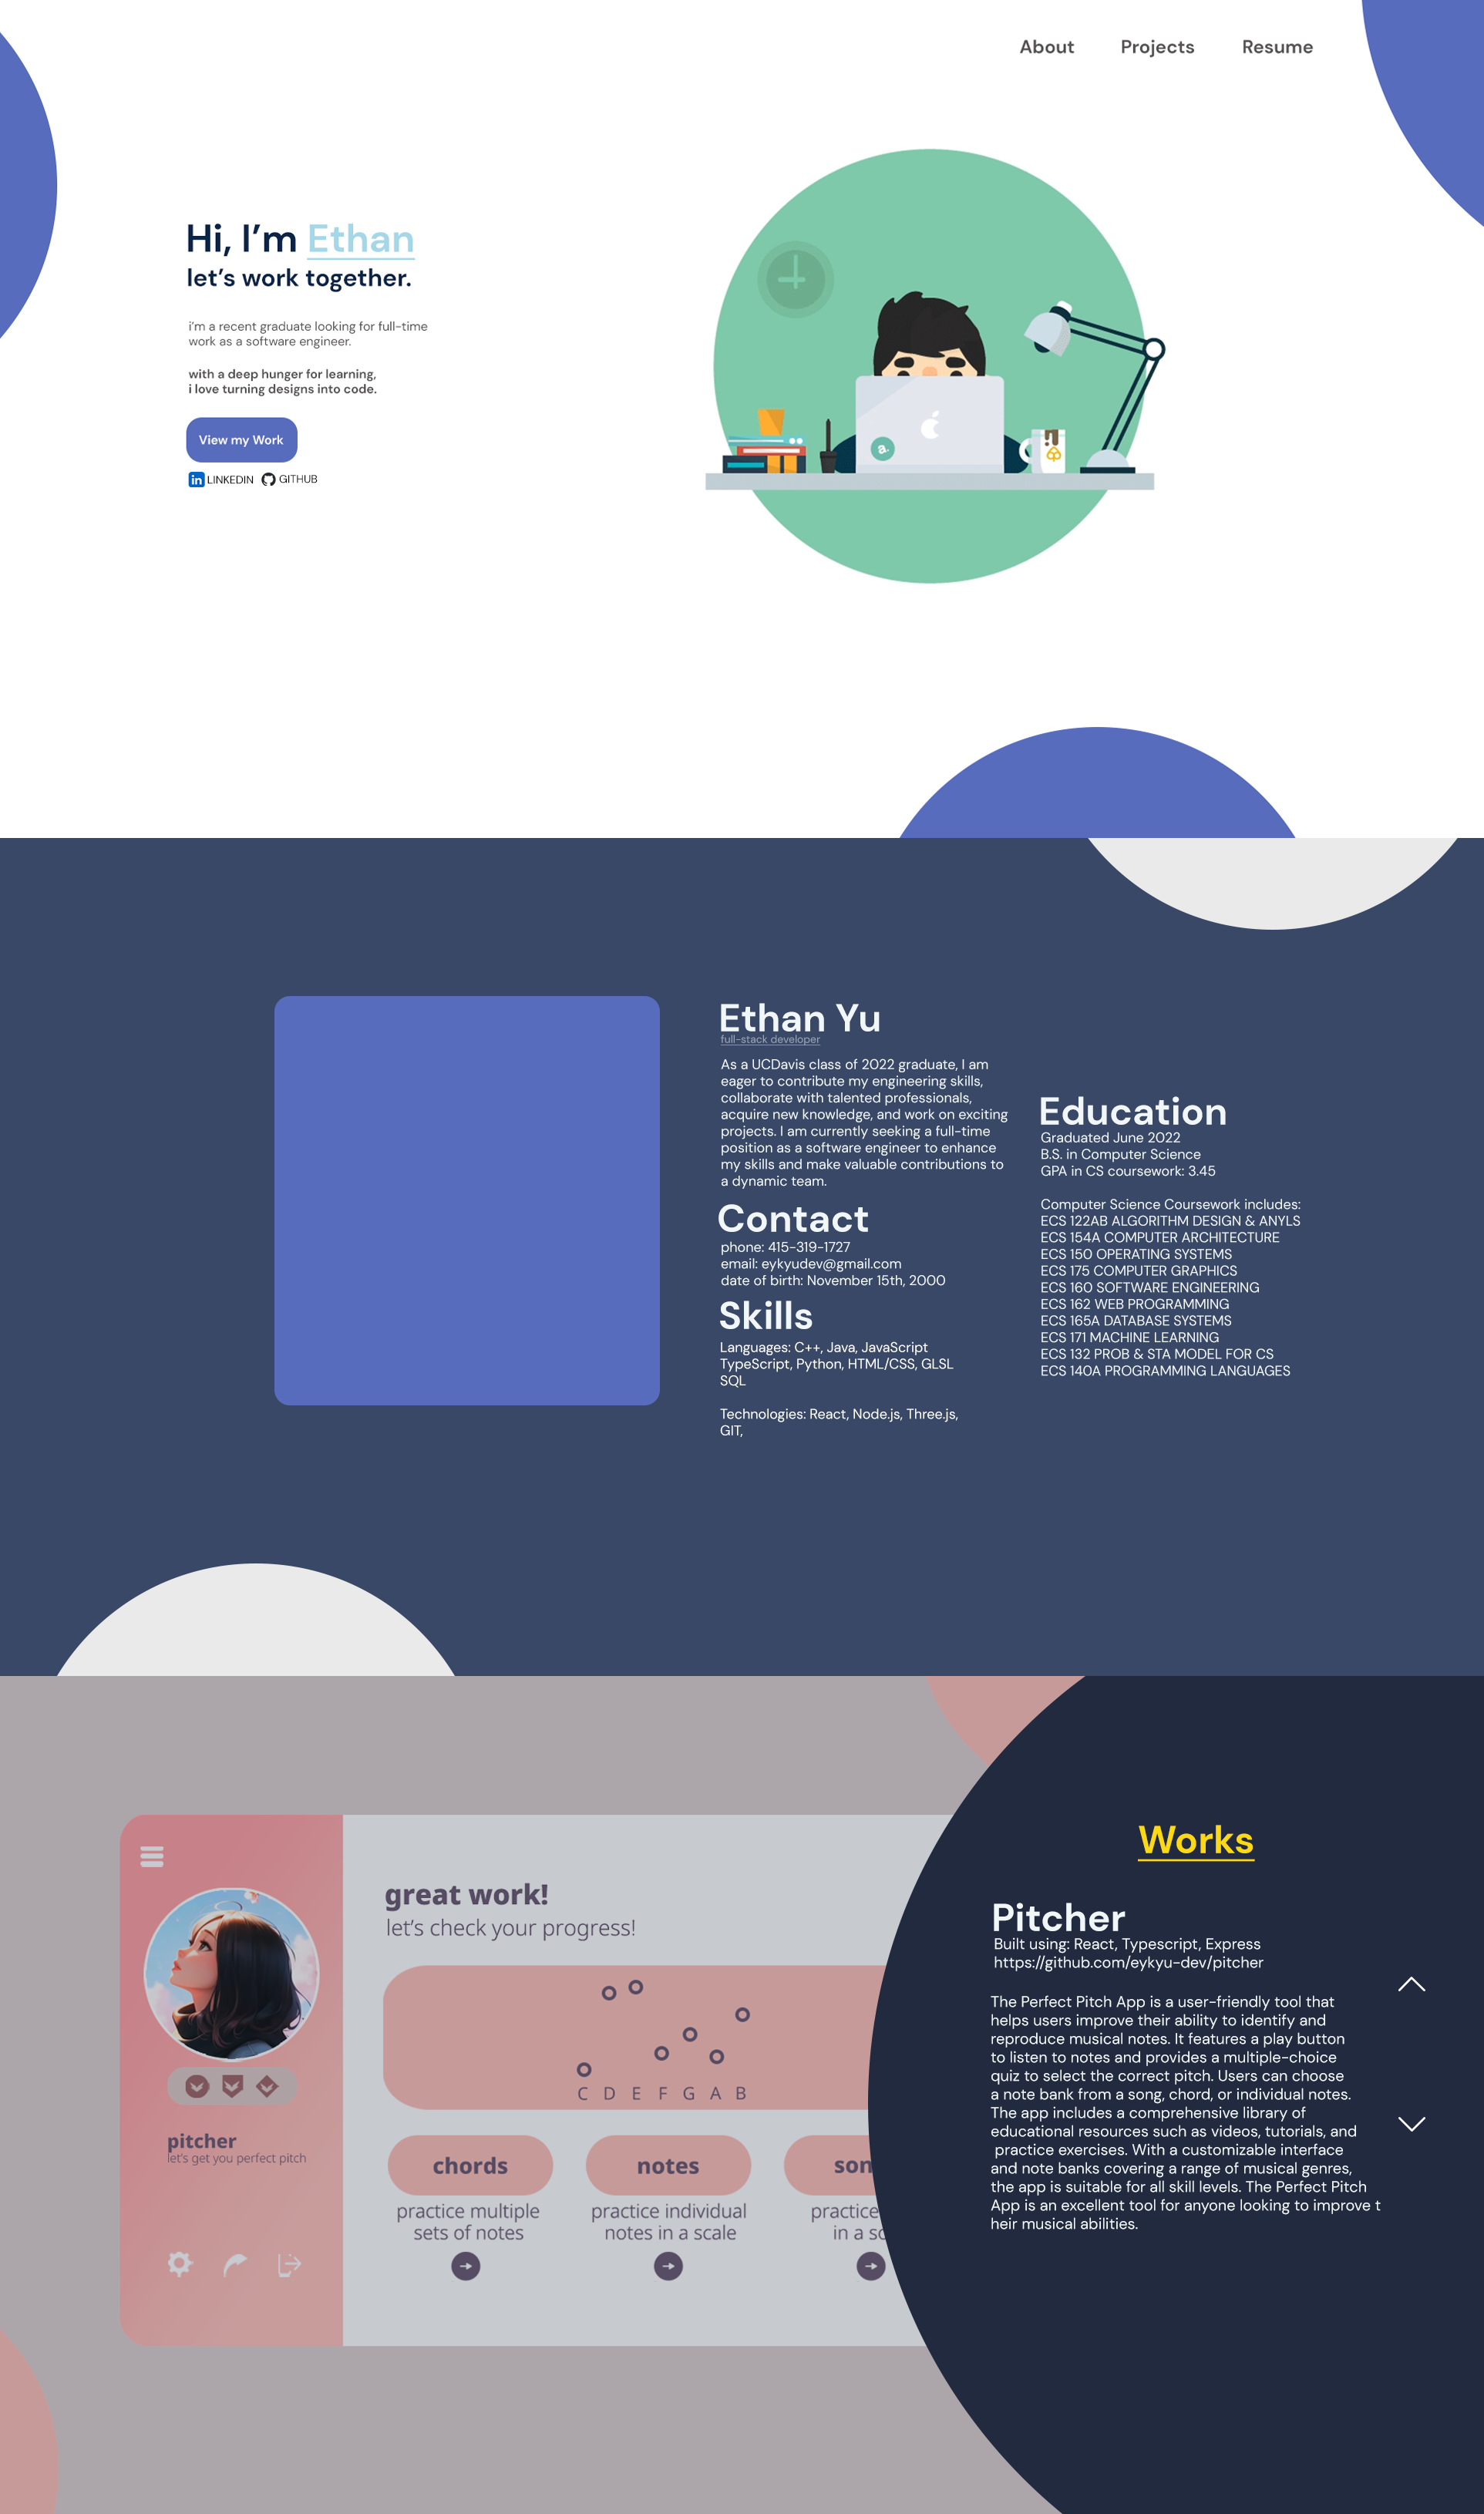 About Projects Resume
Hi, I'm Ethan
let's work together.
i'm a recent graduate looking for full-time
work as a software engineer.
with a deep hunger for learning,
i love turning designs into code.
View my Work
in LINKEDIN GITHUB
a.
Ethan Yu
full-stack developer
As a UCDavis class of 2022 graduate, I am
eager to contribute my engineering skills,
collaborate with talented professionals,
acquire new knowledge, and work on exciting
projects. I am currently seeking a full-time
position as a software engineer to enhance
my skills and make valuable contributions to
a dynamic team.
Contact
phone: 415-319-1727
email: eykyudev@gmail.com
date of birth: November 15th, 2000
Skills
Languages: C++, Java, JavaScript
TypeScript, Python, HTML/CSS, GLSL
SQL
Technologies: React, Node.js, Three.js,
GIT,
Education
Graduated June 2022
B.S. in Computer Science
GPA in CS coursework: 3.45
Computer Science Coursework includes:
ECS 122AB ALGORITHM DESIGN & ANYLS
ECS 154A COMPUTER ARCHITECTURE
ECS 150 OPERATING SYSTEMS
ECS 175 COMPUTER GRAPHICS
ECS 160 SOFTWARE ENGINEERING
ECS 162 WEB PROGRAMMING
ECS 165A DATABASE SYSTEMS
ECS 171 MACHINE LEARNING
ECS 132 PROB & STA MODEL FOR CS
ECS 140A PROGRAMMING LANGUAGES
pitcher
let's get you perfect pitch
great work!
let's check your progress!
C D E F G A B
chords
practice multiple
sets of notes
notes
practice individual
notes in a scale
son
practice
in a so
Works
Pitcher
Built using: React, Typescript, Express
https://github.com/eykyu-dev/pitcher
The Perfect Pitch App is a user-friendly tool that
helps users improve their ability to identify and
reproduce musical notes. It features a play button
to listen to notes and provides a multiple-choice
quiz to select the correct pitch. Users can choose
a note bank from a song, chord, or individual notes.
The app includes a comprehensive library of
educational resources such as videos, tutorials, and
practice exercises. With a customizable interface
and note banks covering a range of musical genres,
the app is suitable for all skill levels. The Perfect Pitch
App is an excellent tool for anyone looking to improve t
heir musical abilities.